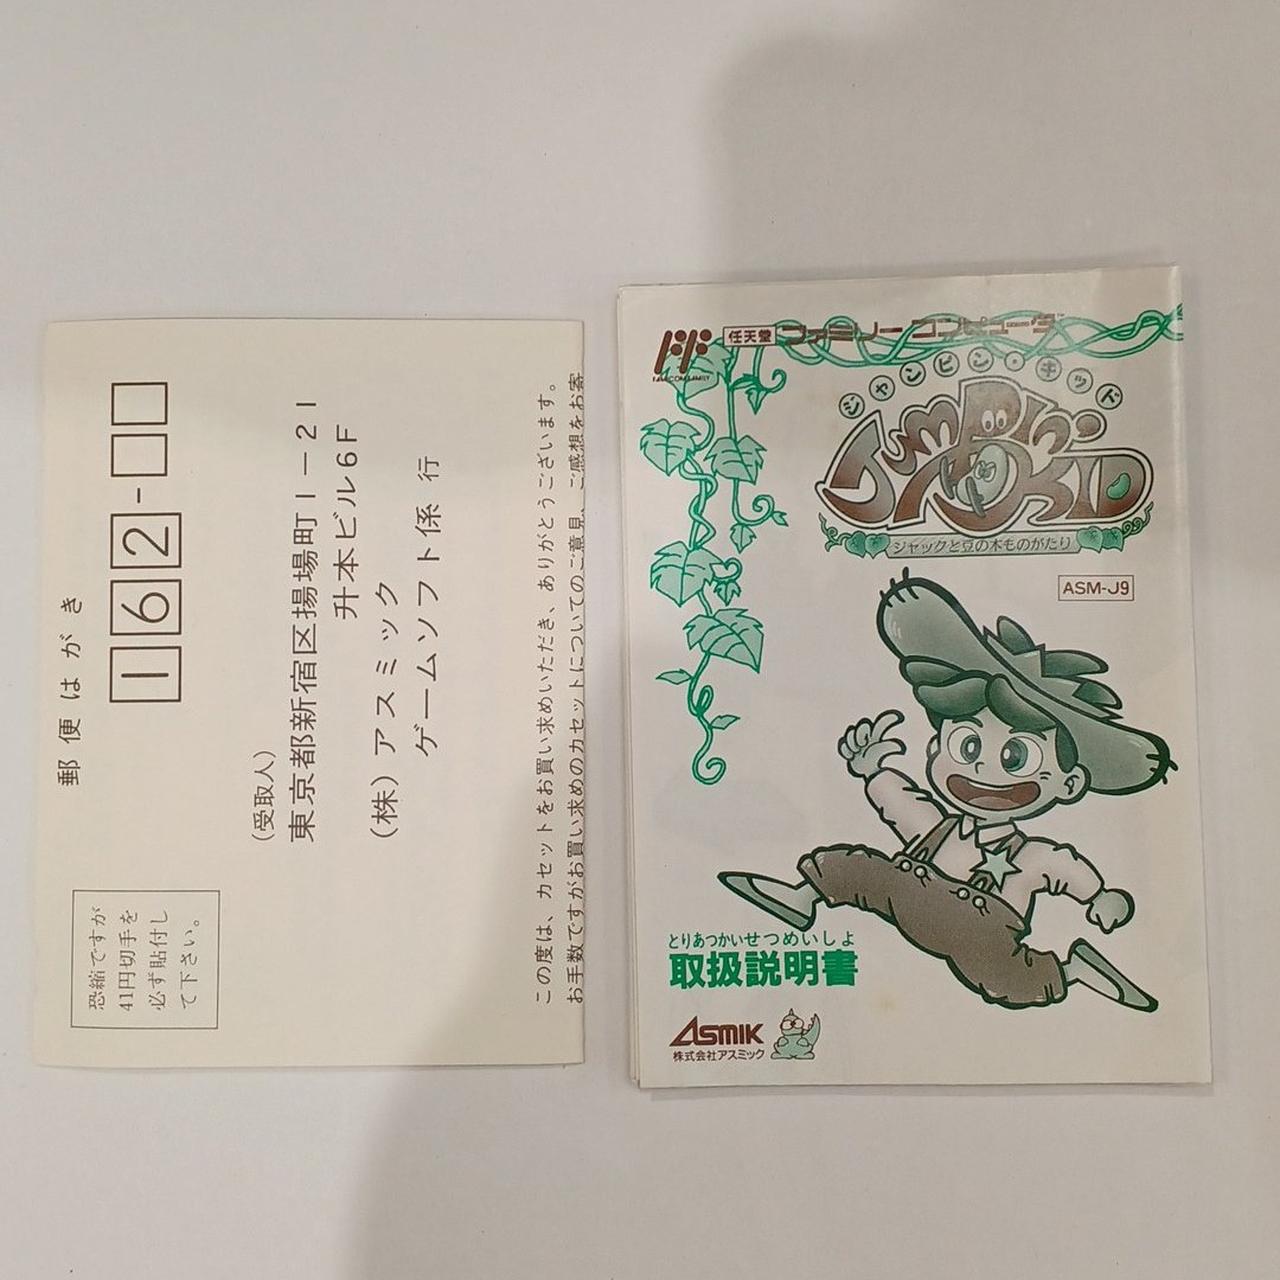 郵便はがき
162-
(受取人)
東京都新宿区揚場町1-21
升本ビル6F
(株)アスミック
ゲームソフト係 行
恐縮ですが
41円切手を
必ず貼付し
て下さい。
この度は、カセットをお買い求めいただき、ありがとうございます。
お手数ですがお買い求めのカセットについてのご意見、ご感想をお寄
FAMICOM FAMILY
任天堂 ファミリーコンピュータ™
ジャンピン・キッド
JUMPIN' KID
ジャックと豆の木ものがたり
ASM-J9
とりあつかいせつめいしょ
取扱説明書
ASMIK
株式会社アスミック